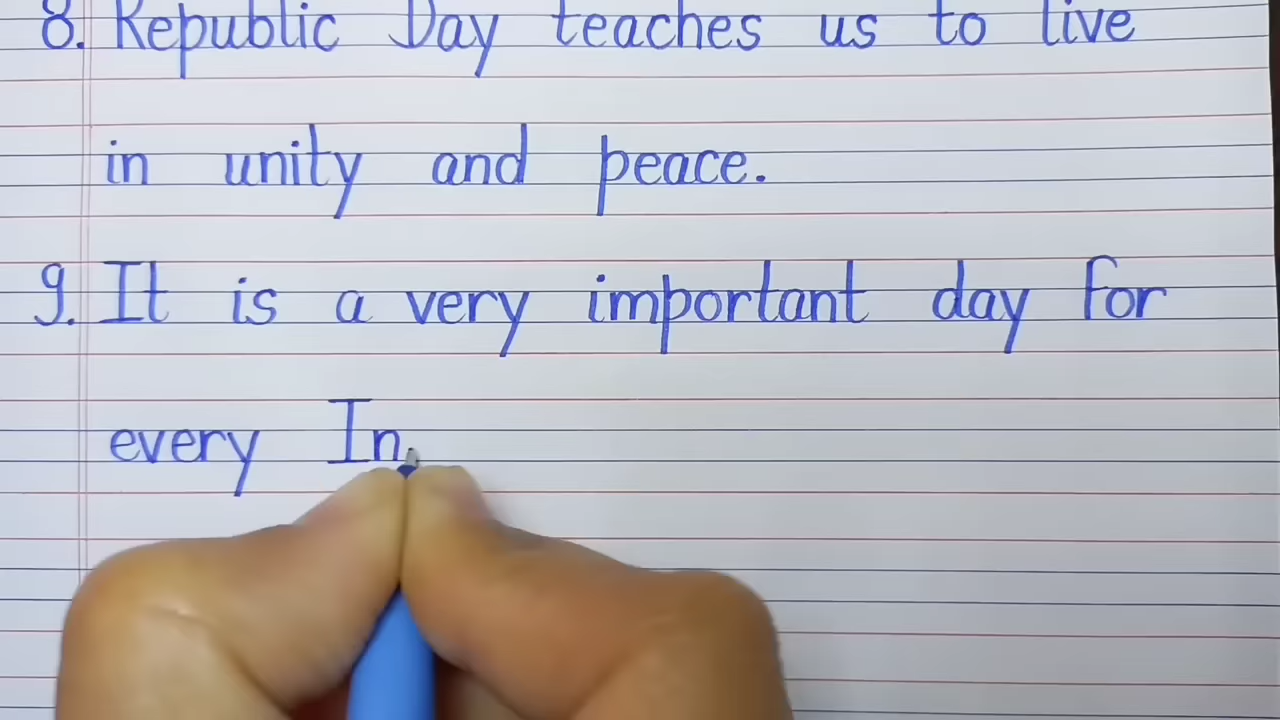 8. Republic Day teaches us to live
in unity and peace.
9. It is a very important day for
every In